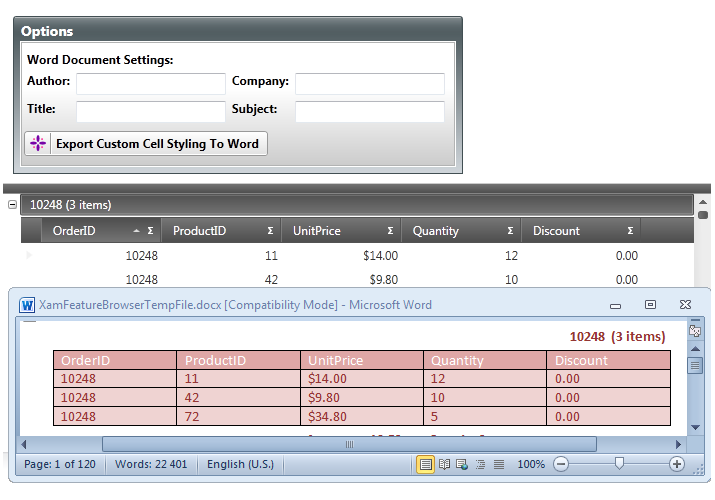 Options
Word Document Settings:
Author: Company:
Title: Subject:
Export Custom Cell Styling To Word
10248 (3 items)
OrderID Σ ProductID Σ UnitPrice Σ Quantity Σ Discount Σ
10248 11 $14.00 12 0.00
10248 42 $9.80 10 0.00
XamFeatureBrowserTempFile.docx [Compatibility Mode] - Microsoft Word
10248 (3 items)
OrderID ProductID UnitPrice Quantity Discount
10248 11 $14.00 12 0.00
10248 42 $9.80 10 0.00
10248 72 $34.80 5 0.00
Page: 1 of 120 Words: 22 401 English (U.S.) 100%